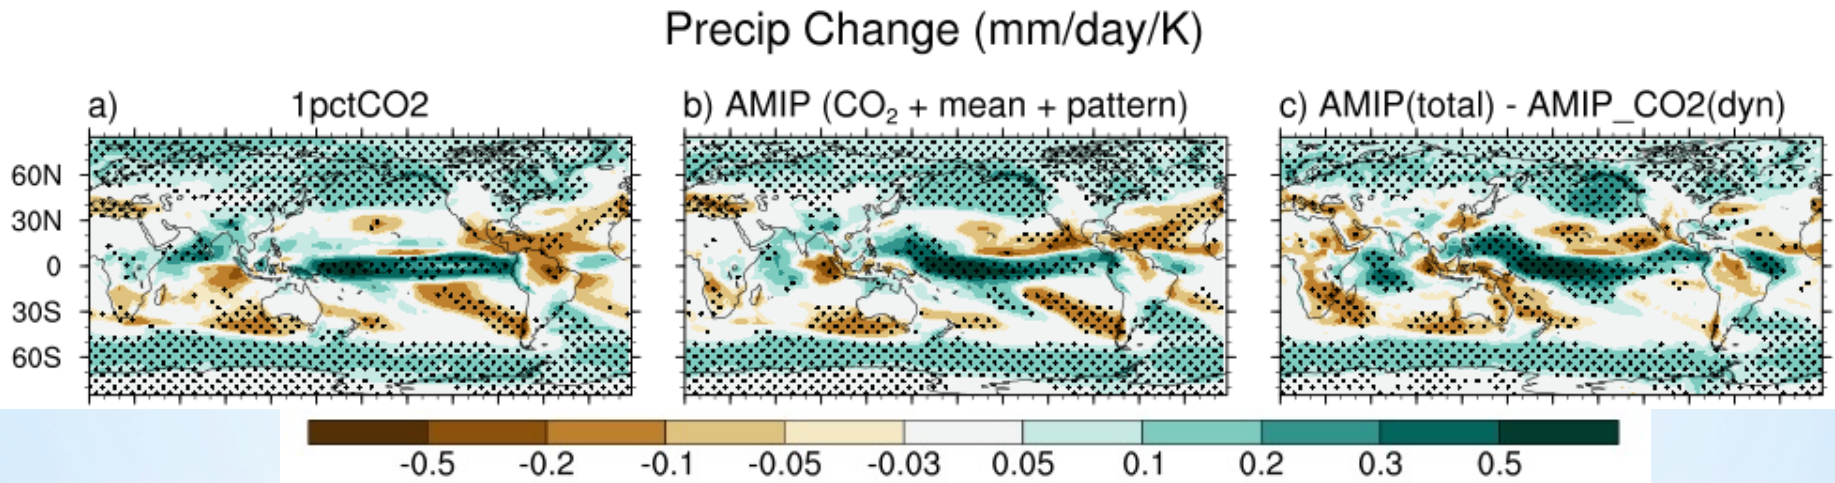 Precip Change (mm/day/K)
a) 1pctCO2
b) AMIP (CO₂ + mean + pattern)
c) AMIP(total) - AMIP_CO2(dyn)
60N
30N
0
30S
60S
-0.5 -0.2 -0.1 -0.05 -0.03 0.05 0.1 0.2 0.3 0.5